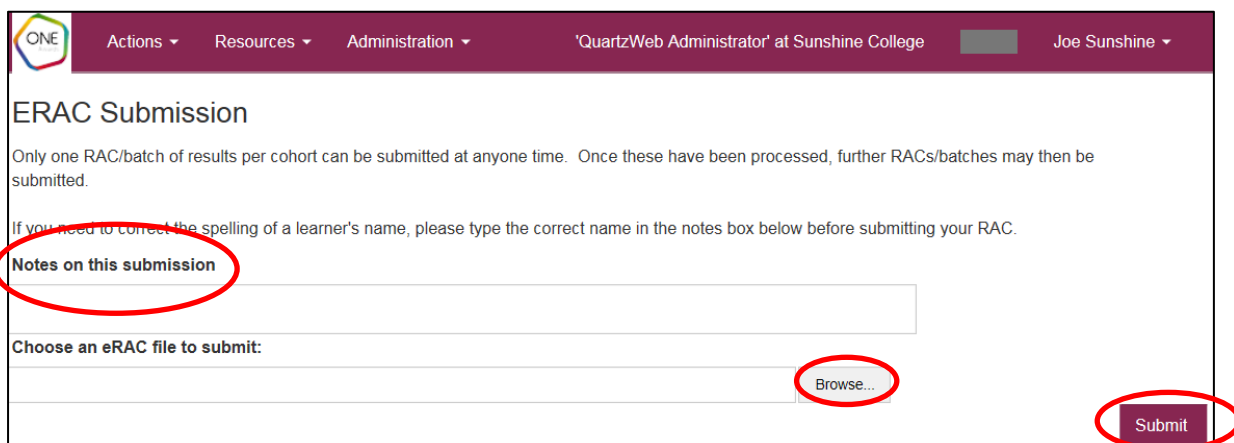 ONE
Actions Resources Administration 'QuartzWeb Administrator' at Sunshine College Joe Sunshine
ERAC Submission
Only one RAC/batch of results per cohort can be submitted at anyone time. Once these have been processed, further RACs/batches may then be
submitted.
If you need to correct the spelling of a learner's name, please type the correct name in the notes box below before submitting your RAC.
Notes on this submission
Choose an eRAC file to submit:
Browse...
Submit